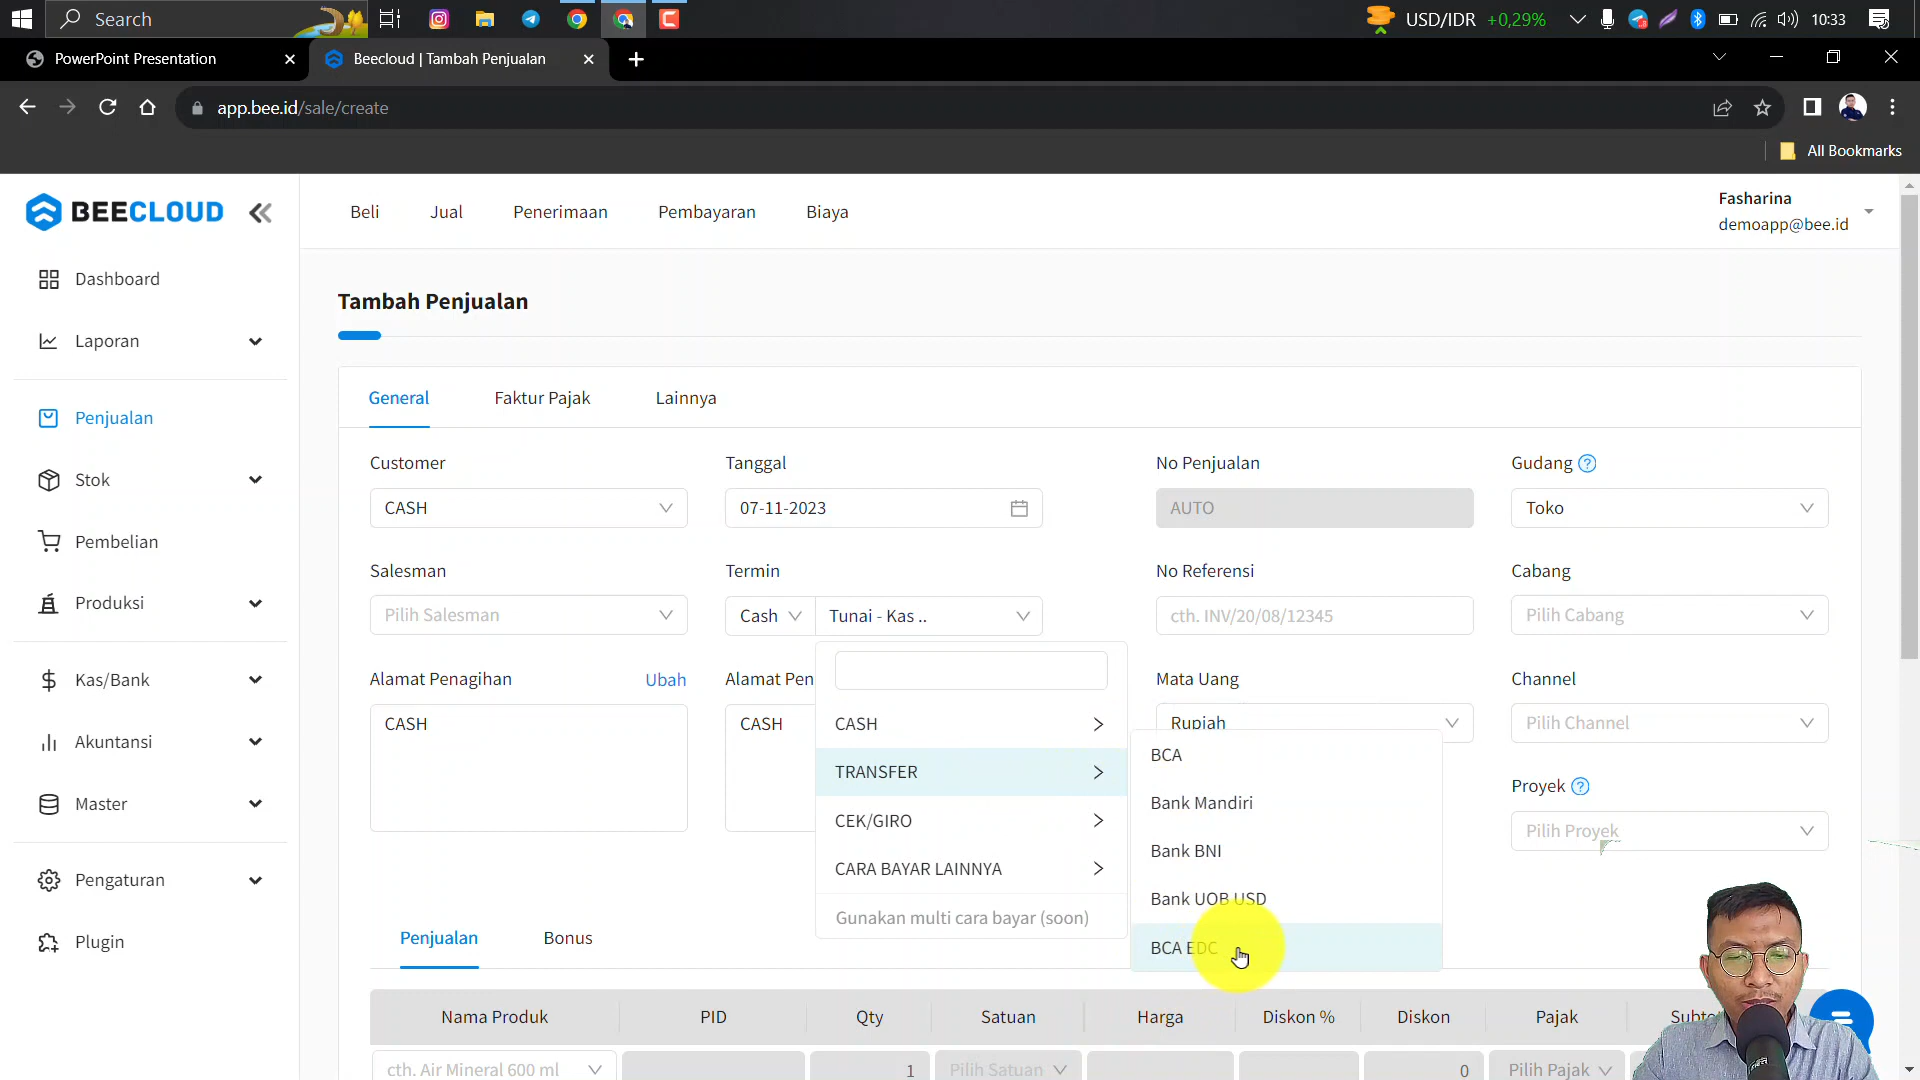 Search
USD/IDR +0,29%
10:33
PowerPoint Presentation
Beecloud | Tambah Penjualan
app.bee.id/sale/create
All Bookmarks
BEECLOUD
Beli
Jual
Penerimaan
Pembayaran
Biaya
Fasharina
demoapp@bee.id
Dashboard
Laporan
Penjualan
Stok
Pembelian
Produksi
Kas/Bank
Akuntansi
Master
Pengaturan
Plugin
Tambah Penjualan
General
Faktur Pajak
Lainnya
Customer
Tanggal
No Penjualan
Gudang
CASH
07-11-2023
AUTO
Toko
Salesman
Termin
No Referensi
Cabang
Pilih Salesman
Cash
Tunai - Kas ..
cth. INV/20/08/12345
Pilih Cabang
Alamat Penagihan
Ubah
Alamat Pen
Mata Uang
Channel
CASH
CASH
Rupiah
Pilih Channel
CASH
TRANSFER
CEK/GIRO
CARA BAYAR LAINNYA
Gunakan multi cara bayar (soon)
BCA
Bank Mandiri
Bank BNI
Bank UOB USD
BCA EDC
Proyek
Pilih Proyek
Penjualan
Bonus
Nama Produk
PID
Qty
Satuan
Harga
Diskon %
Diskon
Pajak
Subto
cth. Air Mineral 600 ml
1
Pilih Satuan
0
Pilih Pajak